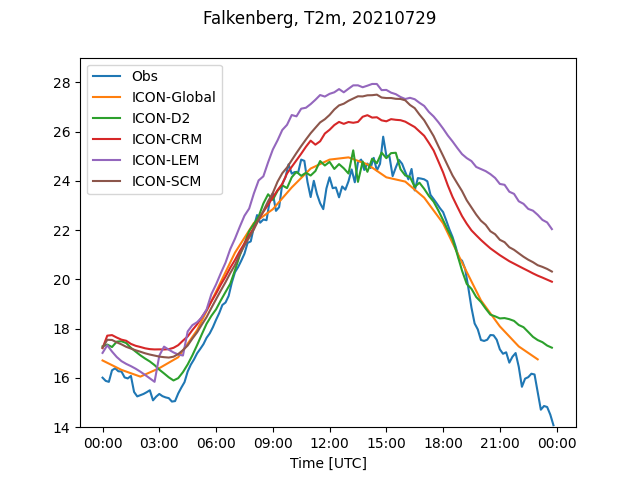 Falkenberg, T2m, 20210729
Obs
ICON-Global
ICON-D2
ICON-CRM
ICON-LEM
ICON-SCM
28
26
24
22
20
18
16
14
00:00 03:00 06:00 09:00 12:00 15:00 18:00 21:00 00:00
Time [UTC]